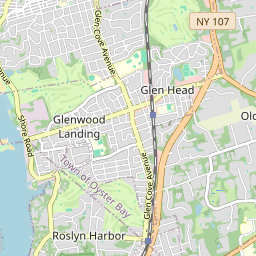 NY 107
Glen Cove Avenue
Glen Head
Glenwood
Landing
Shore Road
Town of Oyster Bay
Glen Cove Avenue
Roslyn Harbor